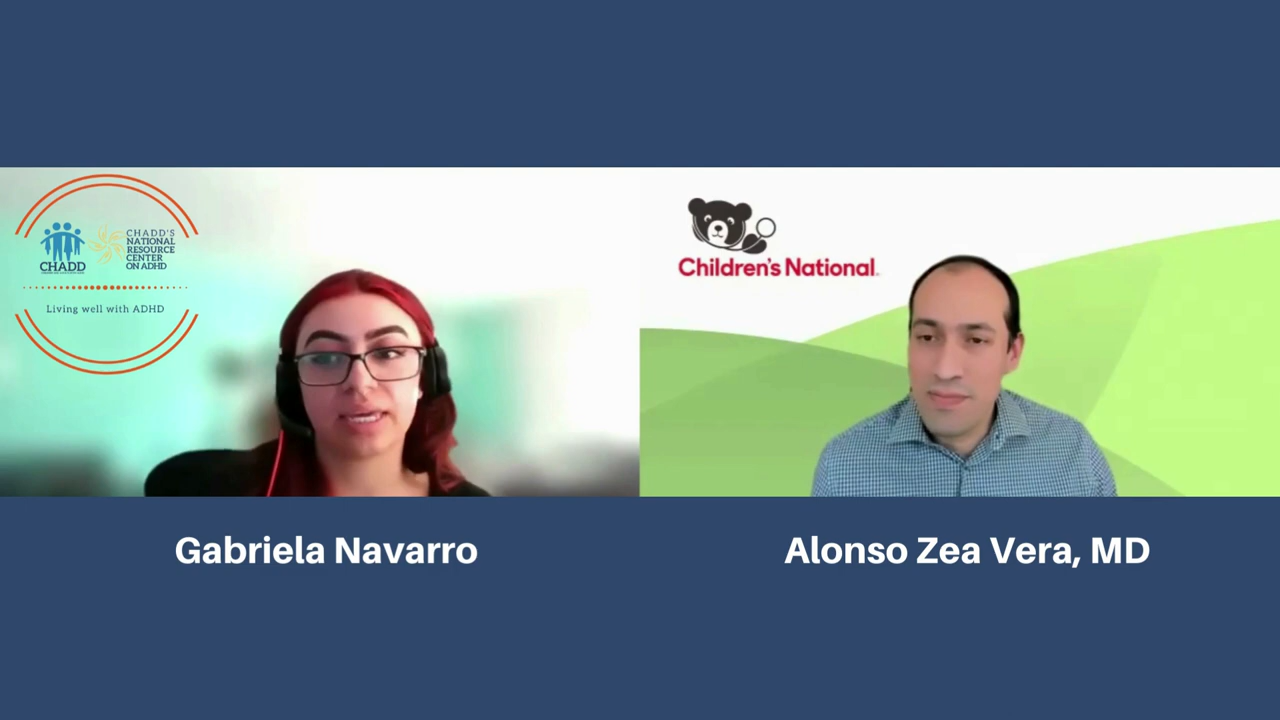 CHADD
CHADD'S
NATIONAL
RESOURCE
CENTER
ON ADHD
Living well with ADHD
Children's National
Gabriela Navarro
Alonso Zea Vera, MD